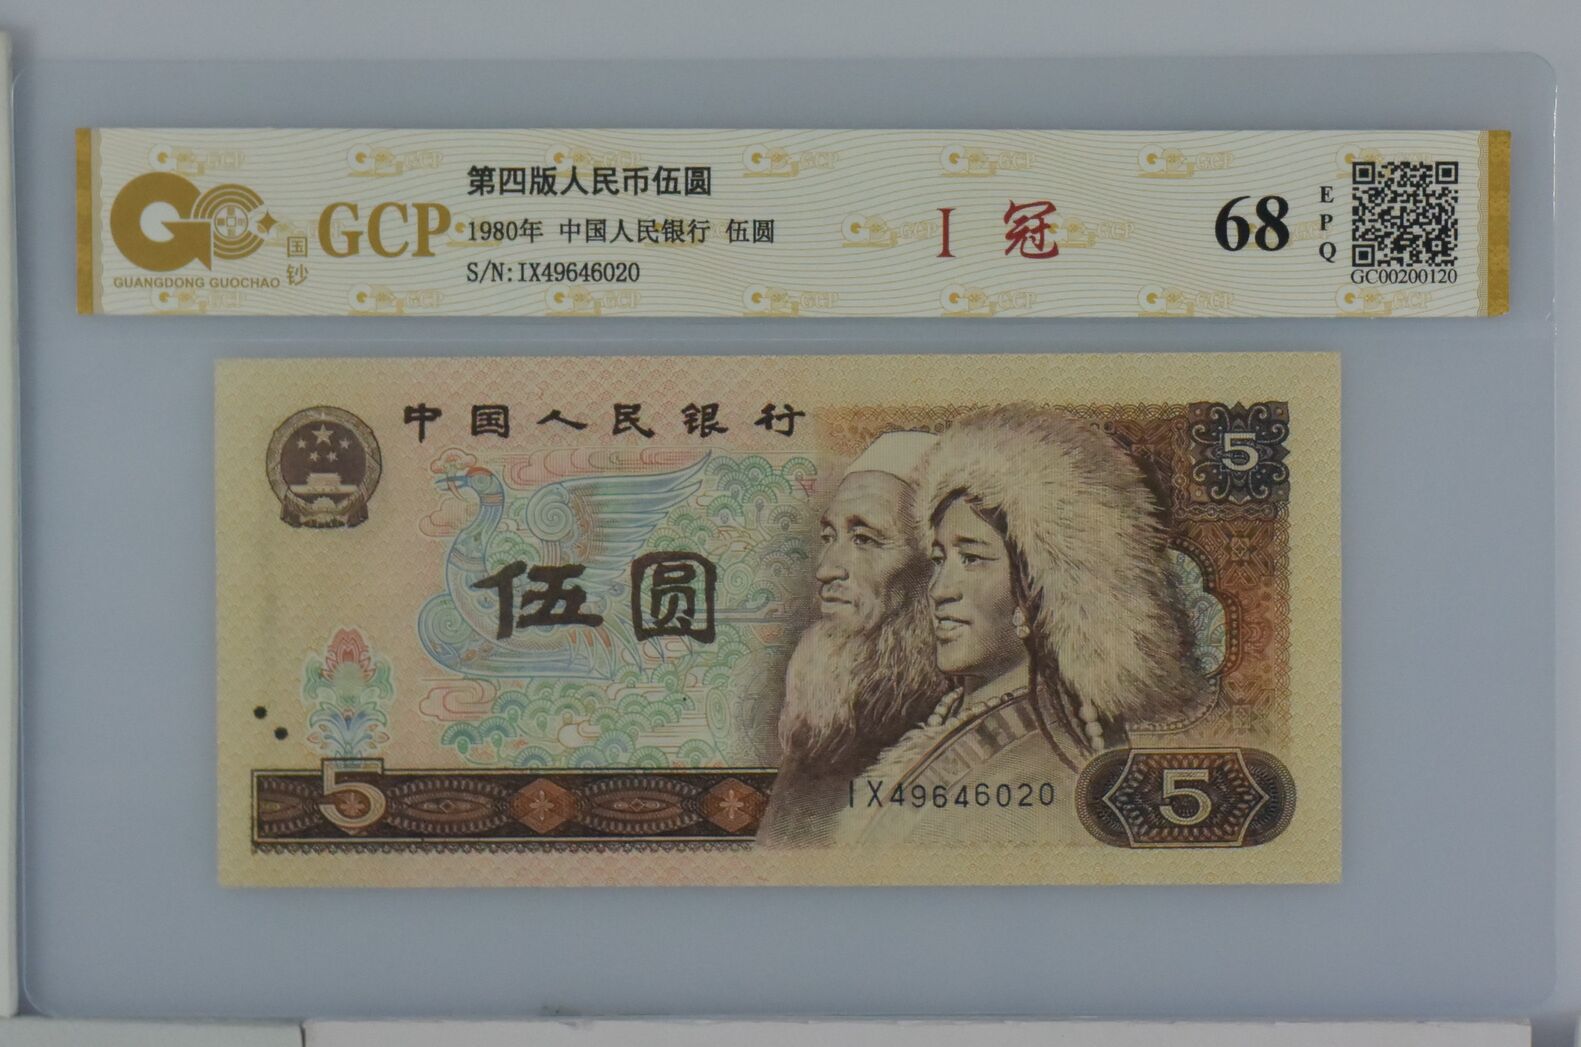 GCP
国钞
GUANGDONG GUOCHAO
第四版人民币伍圆
1980年 中国人民银行 伍圆
S/N:IX49646020
I 冠
68
EPQ
GC00200120
中国人民银行
5
伍圆
5
IX49646020
5